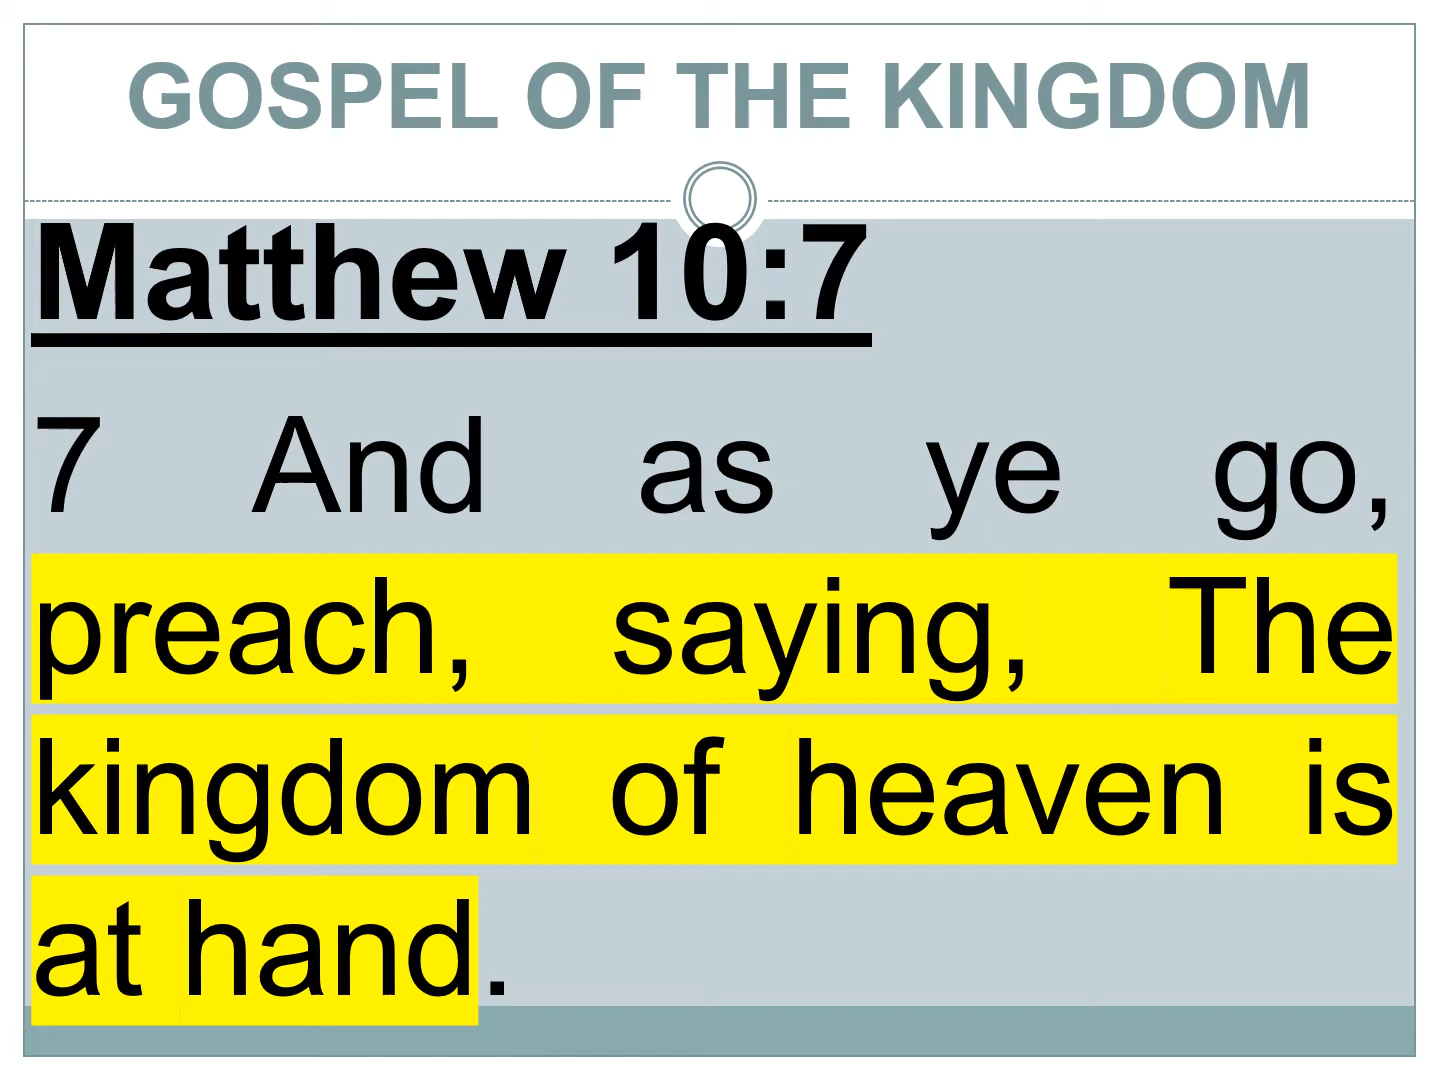 GOSPEL OF THE KINGDOM
Matthew 10:7
7 And as ye go,
preach, saying, The
kingdom of heaven is
at hand.